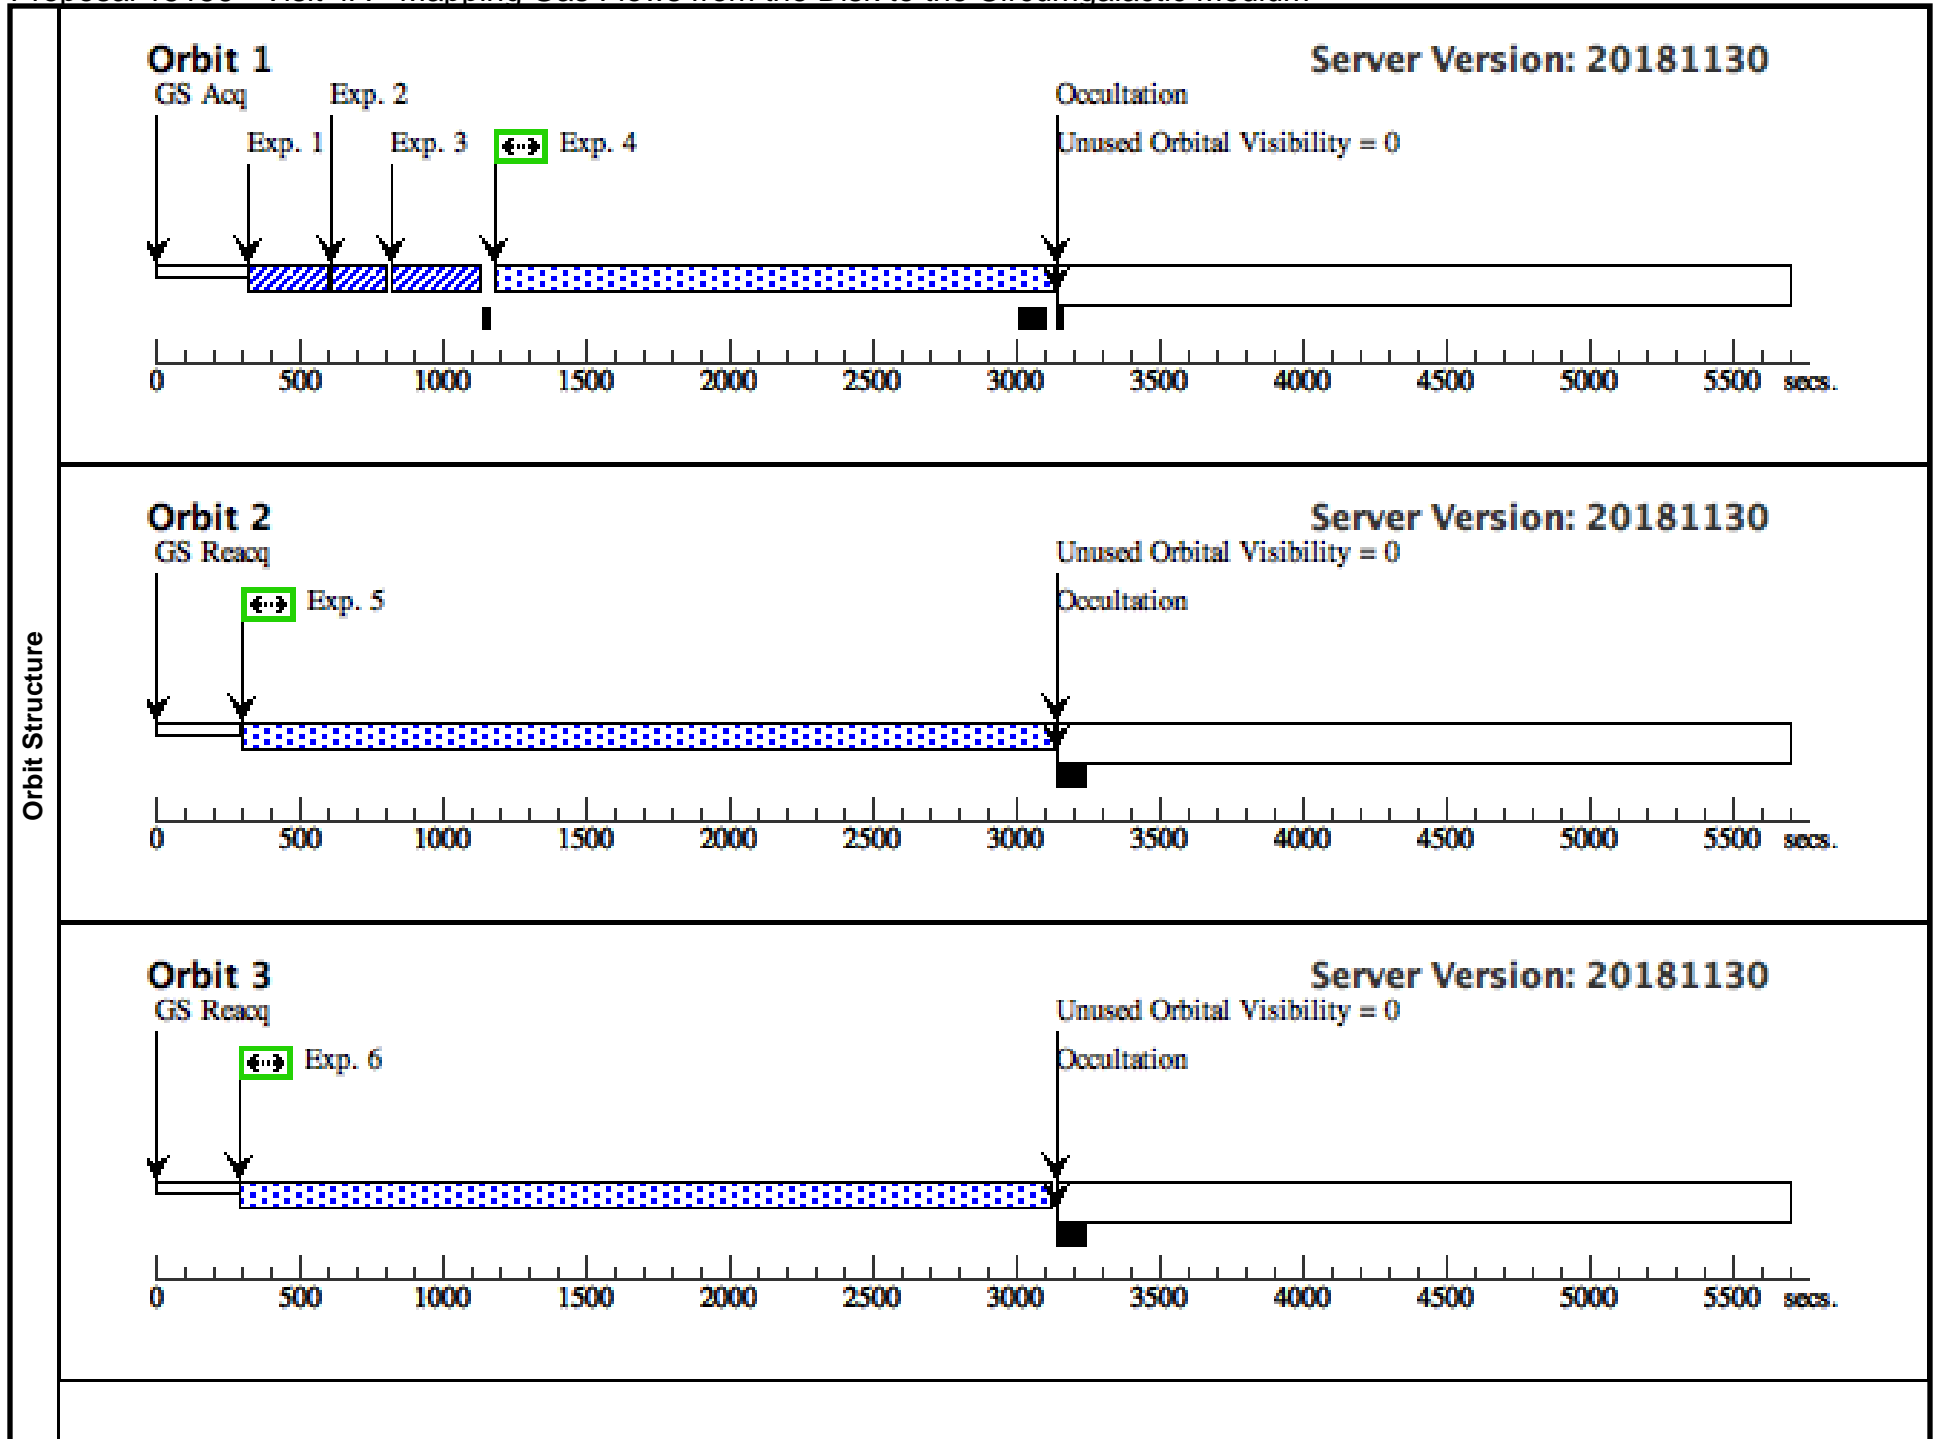 Orbit Structure
Orbit 1
Server Version: 20181130
GS Acq
Exp. 2
Occultation
Exp. 1
Exp. 3
Exp. 4
Unused Orbital Visibility = 0
0 500 1000 1500 2000 2500 3000 3500 4000 4500 5000 5500 secs.
Orbit 2
Server Version: 20181130
GS Reacq
Unused Orbital Visibility = 0
Exp. 5
Occultation
0 500 1000 1500 2000 2500 3000 3500 4000 4500 5000 5500 secs.
Orbit 3
Server Version: 20181130
GS Reacq
Unused Orbital Visibility = 0
Exp. 6
Occultation
0 500 1000 1500 2000 2500 3000 3500 4000 4500 5000 5500 secs.